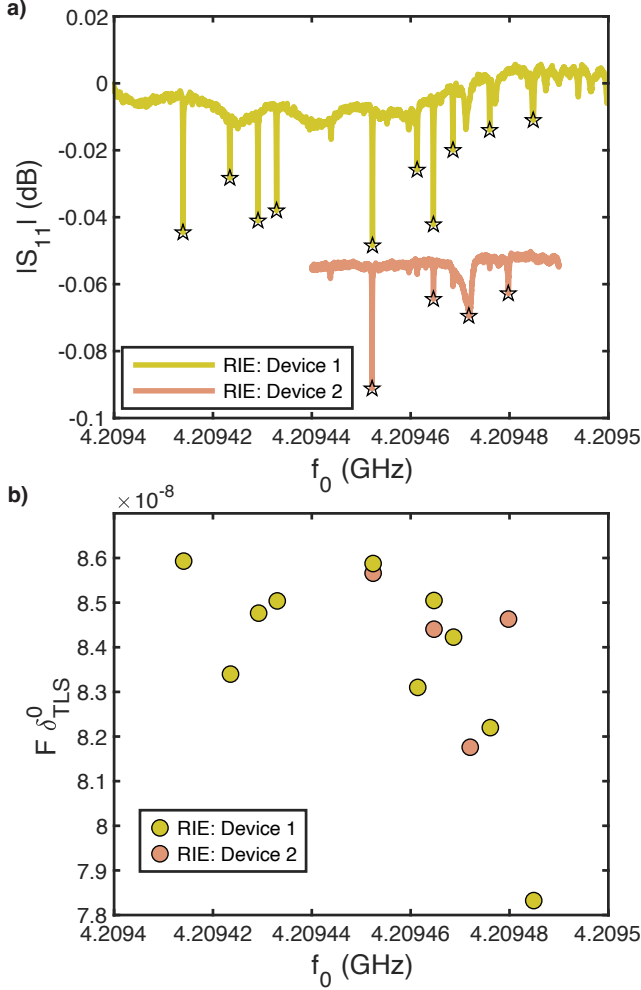 a)
0.02
0
-0.02
-0.04
-0.06
-0.08
-0.1
|S₁₁| (dB)
RIE: Device 1
RIE: Device 2
4.2094 4.20942 4.20944 4.20946 4.20948 4.2095
f₀ (GHz)
b)
×10⁻⁸
8.6
8.5
8.4
8.3
8.2
8.1
8
7.9
7.8
F δ⁰TLS
RIE: Device 1
RIE: Device 2
4.2094 4.20942 4.20944 4.20946 4.20948 4.2095
f₀ (GHz)